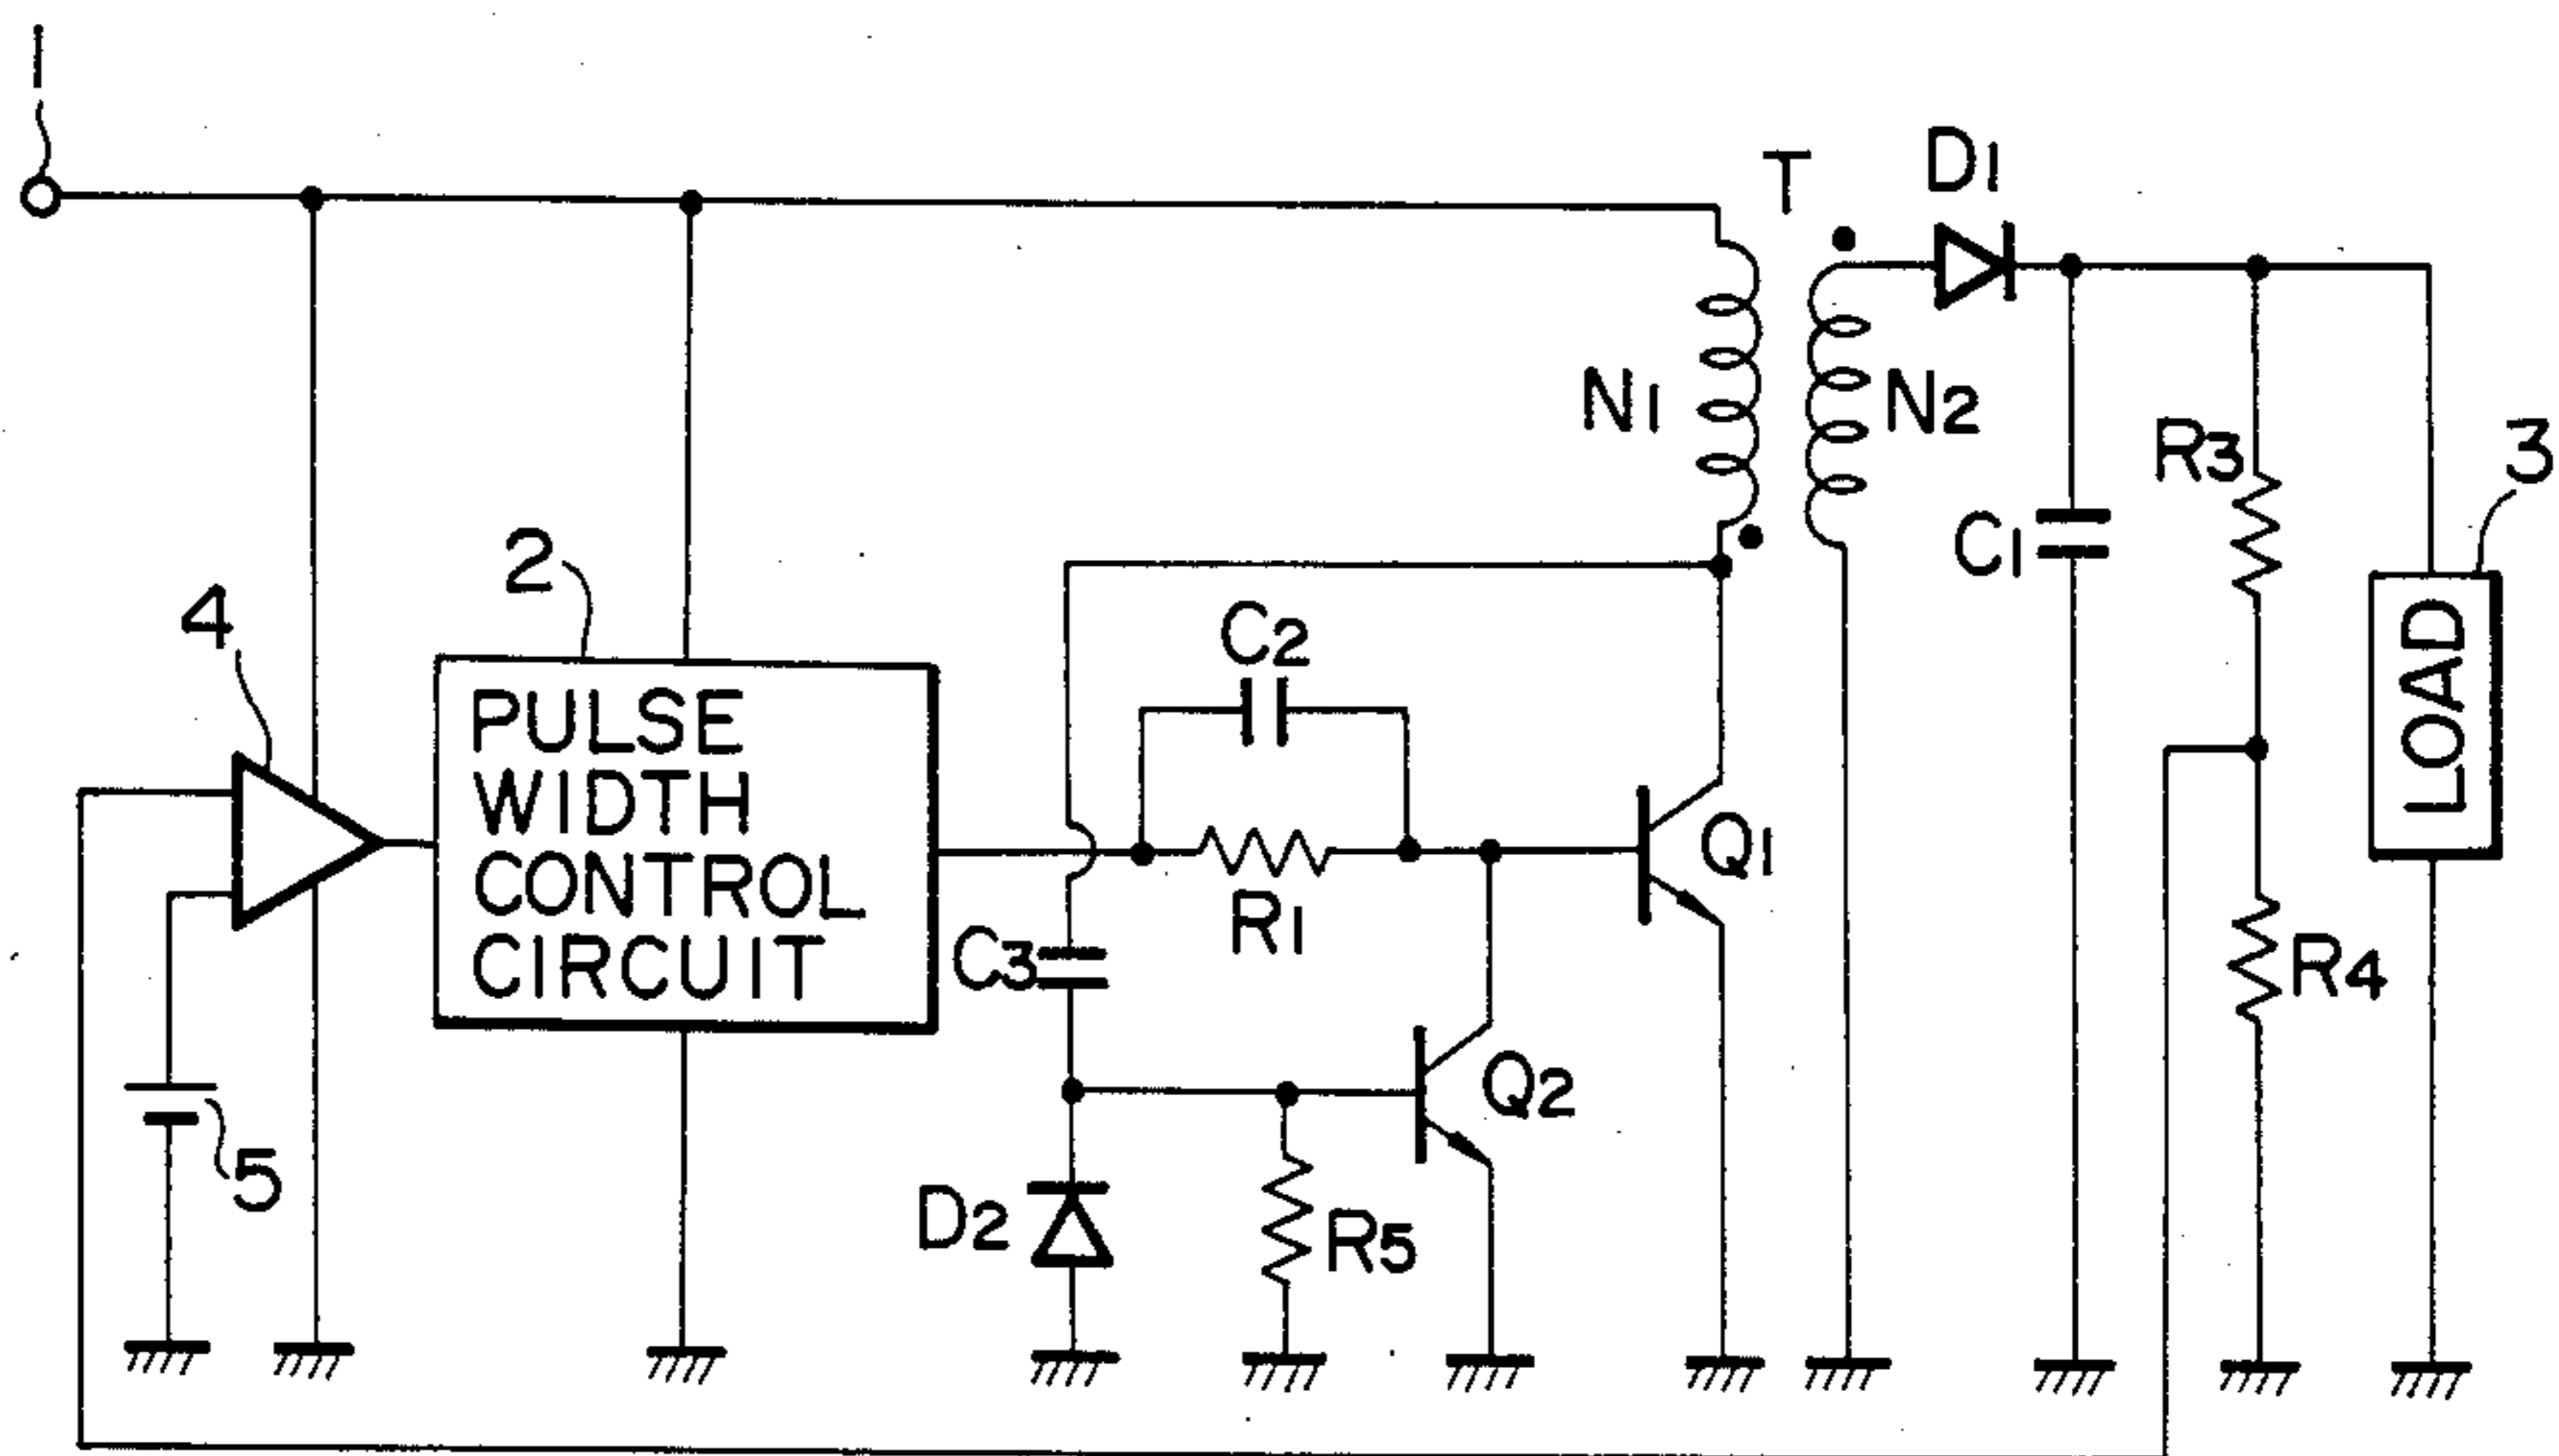 1
T
D1
N1
N2
R3
3
C1
2
4
C2
LOAD
PULSE
WIDTH
CONTROL
CIRCUIT
Q1
R1
C3
R4
Q2
5
D2
R5